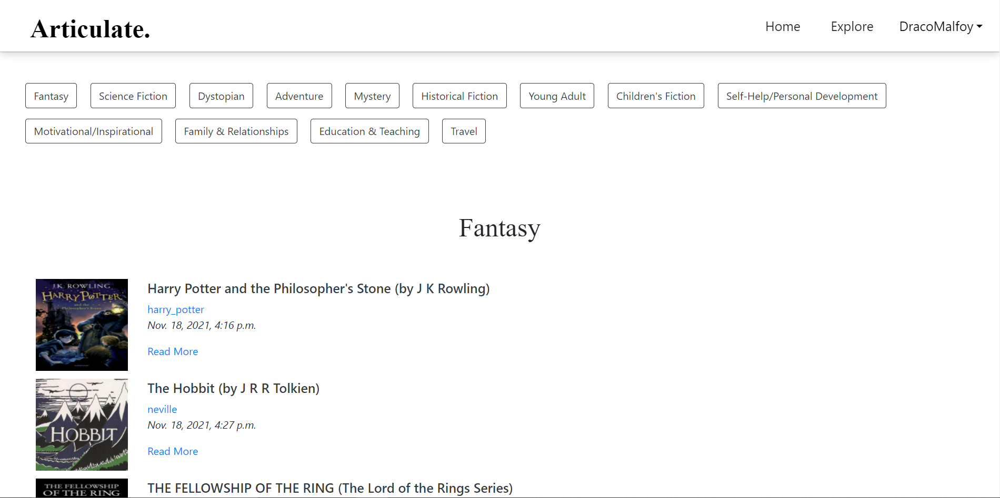 Articulate.
Home Explore DracoMalfoy
Fantasy Science Fiction Dystopian Adventure Mystery Historical Fiction Young Adult Children's Fiction Self-Help/Personal Development
Motivational/Inspirational Family & Relationships Education & Teaching Travel
Fantasy
J.K. ROWLING
HARRY POTTER
and the
Philosopher's Stone
Harry Potter and the Philosopher's Stone (by J K Rowling)
harry_potter
Nov. 18, 2021, 4:16 p.m.
Read More
THE
HOBBIT
The Hobbit (by J R R Tolkien)
neville
Nov. 18, 2021, 4:27 p.m.
Read More
THE FELLOWSHIP
OF THE RING
THE FELLOWSHIP OF THE RING (The Lord of the Rings Series)